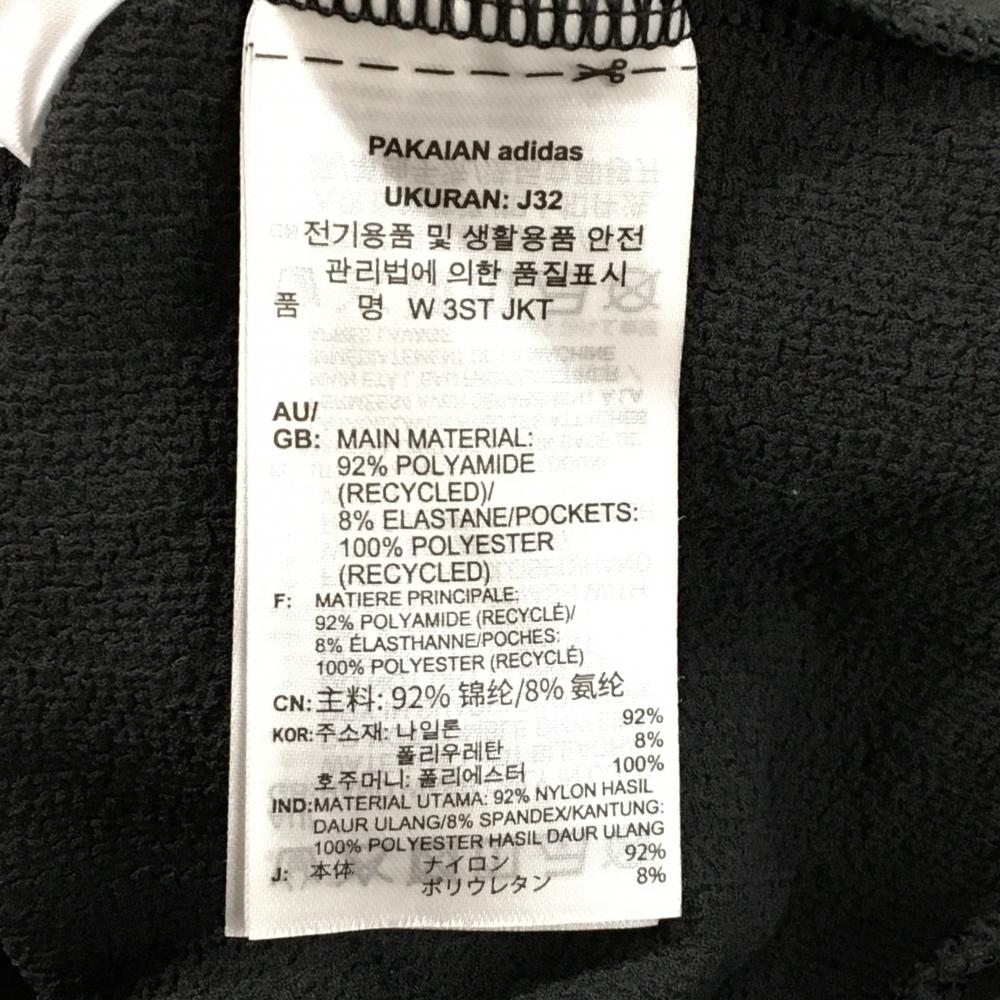 PAKAIAN adidas
UKURAN: J32
전기용품 및 생활용품 안전
관리법에 의한 품질표시
품 명 W 3ST JKT
AU/
GB: MAIN MATERIAL:
92% POLYAMIDE
(RECYCLED)/
8% ELASTANE/POCKETS:
100% POLYESTER
(RECYCLED)
F: MATIERE PRINCIPALE:
92% POLYAMIDE (RECYCLÉ)/
8% ÉLASTHANNE/POCHES:
100% POLYESTER (RECYCLÉ)
CN: 主料: 92% 锦纶/8% 氨纶
KOR: 주소재: 나일론 92%
폴리우레탄 8%
호주머니: 폴리에스터 100%
IND: MATERIAL UTAMA: 92% NYLON HASIL
DAUR ULANG/8% SPANDEX/KANTUNG:
100% POLYESTER HASIL DAUR ULANG
J: 本体 ナイロン 92%
ポリウレタン 8%